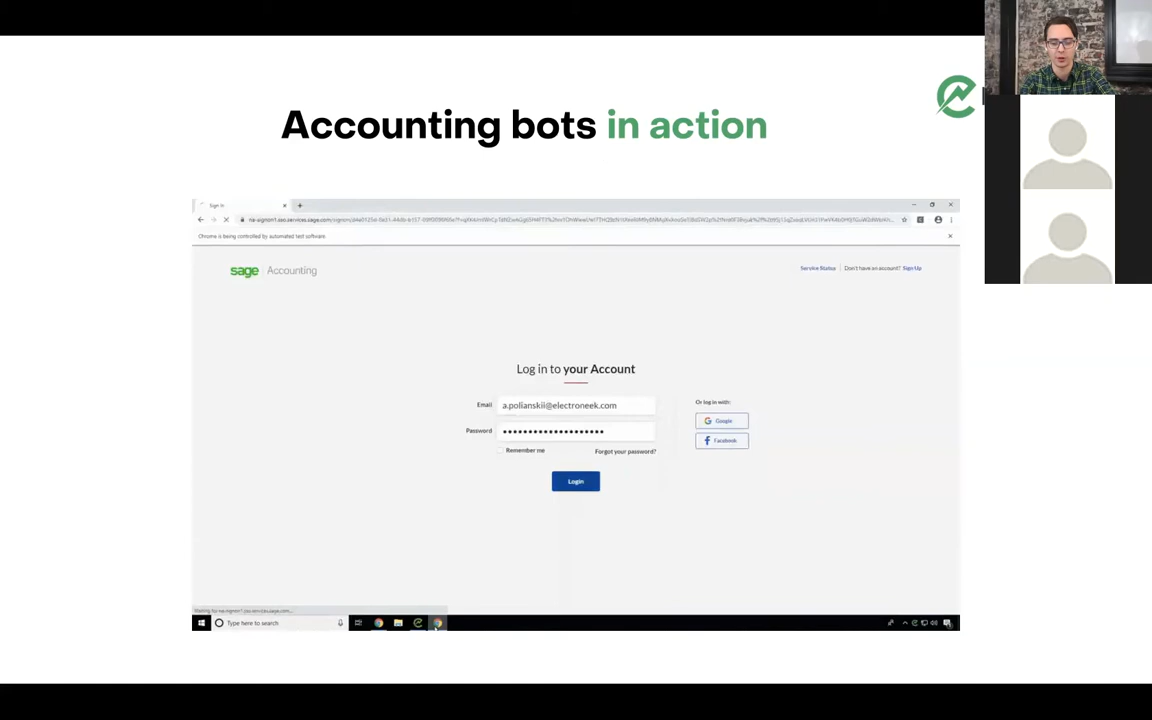 Accounting bots in action
Sign In
Chrome is being controlled by automated test software
sage Accounting
Service Status Don't have an account? Sign Up
Log in to your Account
Email a.polianskii@electroneek.com
Or log in with:
Password
Google
Facebook
Remember me Forgot your password?
Login
Type here to search